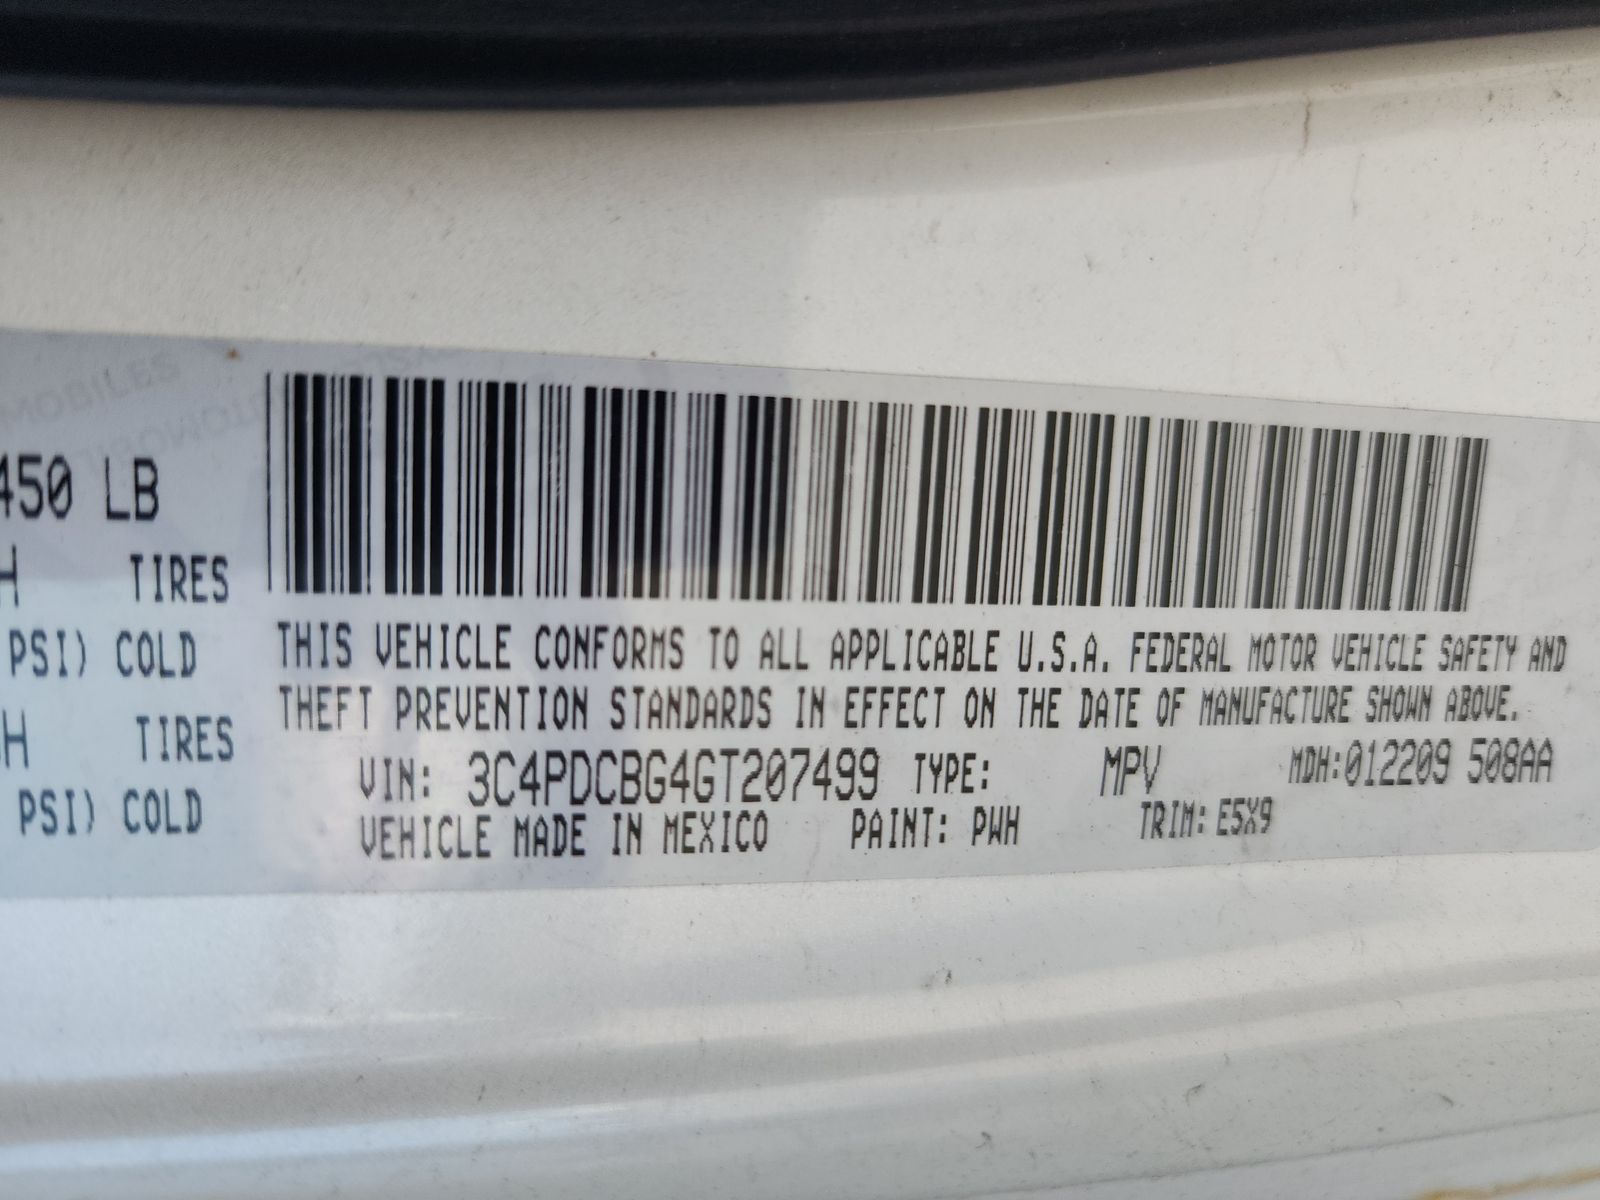 MOBILES
450 LB
H TIRES
PSI) COLD
H TIRES
PSI) COLD
THIS VEHICLE CONFORMS TO ALL APPLICABLE U.S.A. FEDERAL MOTOR VEHICLE SAFETY AND
THEFT PREVENTION STANDARDS IN EFFECT ON THE DATE OF MANUFACTURE SHOWN ABOVE.
VIN: 3C4PDCBG4GT207499 TYPE: MPV MDH:012209 508AA
VEHICLE MADE IN MEXICO PAINT: PWH TRIM: E5X9